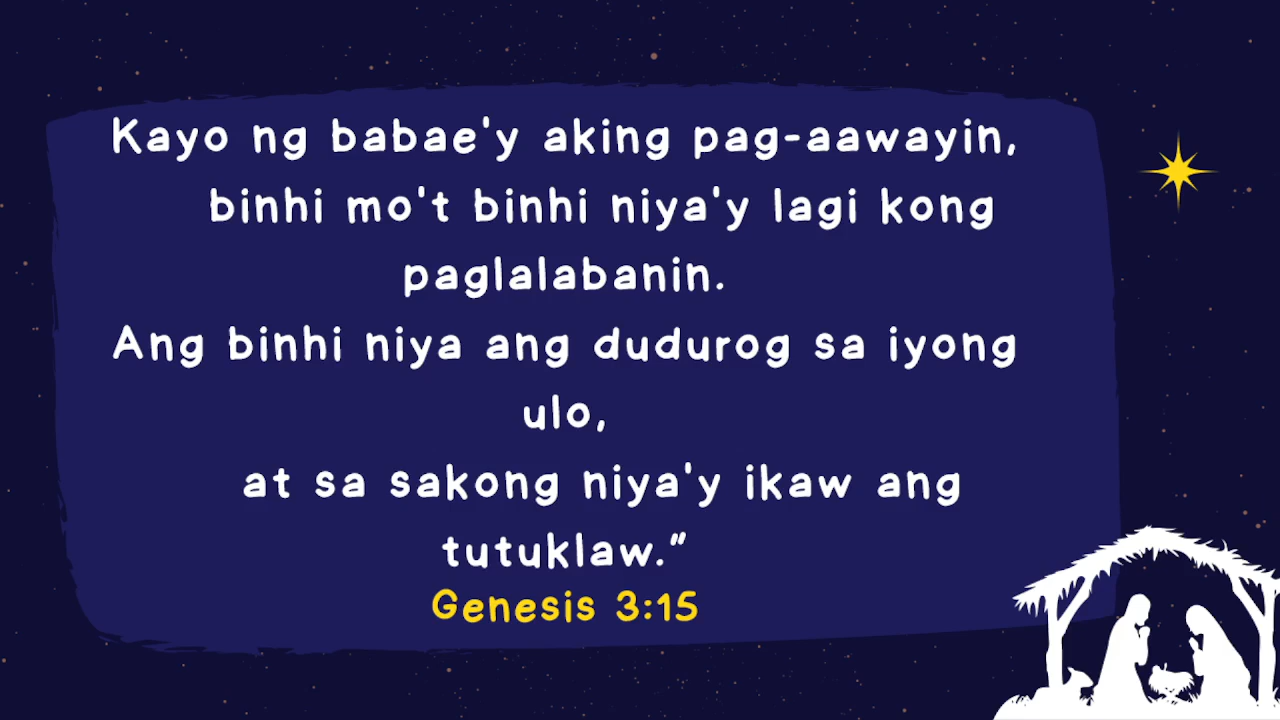 Kayo ng babae'y aking pag-aawayin,
binhi mo't binhi niya'y lagi kong
paglalabanin.
Ang binhi niya ang dudurog sa iyong
ulo,
at sa sakong niya'y ikaw ang
tutuklaw.”
Genesis 3:15